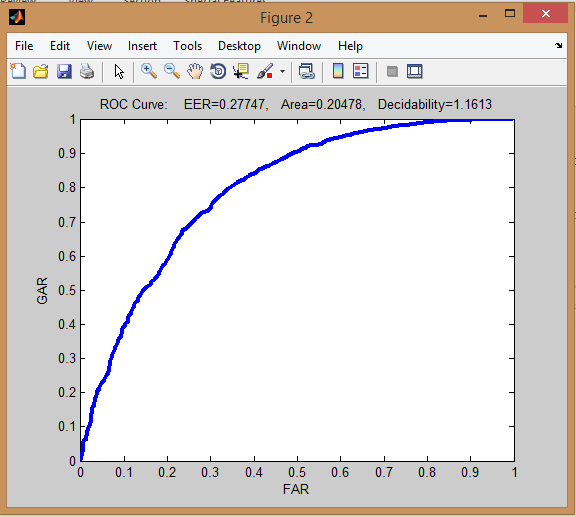 Figure 2
File Edit View Insert Tools Desktop Window Help
ROC Curve: EER=0.27747, Area=0.20478, Decidability=1.1613
1
0.9
0.8
0.7
0.6
0.5
0.4
0.3
0.2
0.1
0
GAR
0 0.1 0.2 0.3 0.4 0.5 0.6 0.7 0.8 0.9 1
FAR